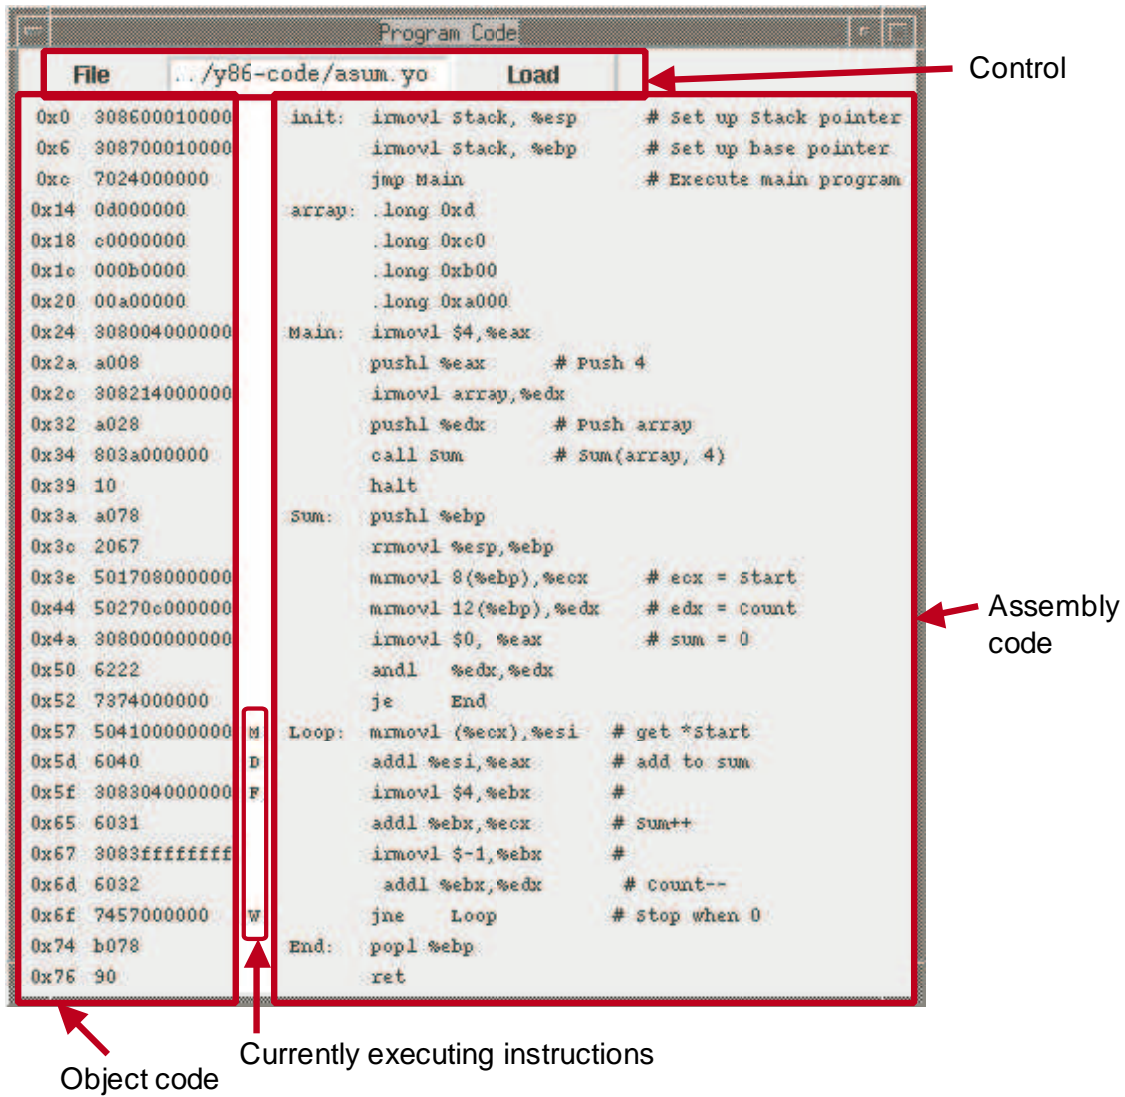 Program Code
File ../y86-code/asum.yo Load
Control
0x0 308600010000 init: irmovl Stack, %esp # Set up Stack pointer
0x6 308700010000 irmovl Stack, %ebp # Set up base pointer
0xc 7024000000 jmp Main # Execute main program
0x14 0d000000 array: .long 0xd
0x18 c0000000 .long 0xc0
0x1c 000b0000 .long 0xb00
0x20 00a00000 .long 0xa000
0x24 308004000000 Main: irmovl $4,%eax
0x2a a008 pushl %eax # Push 4
0x2c 308214000000 irmovl array,%edx
0x32 a028 pushl %edx # Push array
0x34 803a000000 call Sum # Sum(array, 4)
0x39 10 halt
0x3a a078 Sum: pushl %ebp
0x3c 2067 rrmovl %esp,%ebp
0x3e 501708000000 mrmovl 8(%ebp),%ecx # ecx = Start
0x44 50270c000000 mrmovl 12(%ebp),%edx # edx = Count
0x4a 308000000000 irmovl $0, %eax # sum = 0
0x50 6222 andl %edx,%edx
0x52 7374000000 je End
0x57 504100000000 M Loop: mrmovl (%ecx),%esi # get *Start
0x5d 6040 D addl %esi,%eax # add to sum
0x5f 308304000000 F irmovl $4,%ebx #
0x65 6031 addl %ebx,%ecx # Sum++
0x67 3083ffffffff irmovl $-1,%ebx #
0x6d 6032 addl %ebx,%edx # Count--
0x6f 7457000000 W jne Loop # Stop when 0
0x74 b078 End: popl %ebp
0x76 90 ret
Assembly
code
Currently executing instructions
Object code